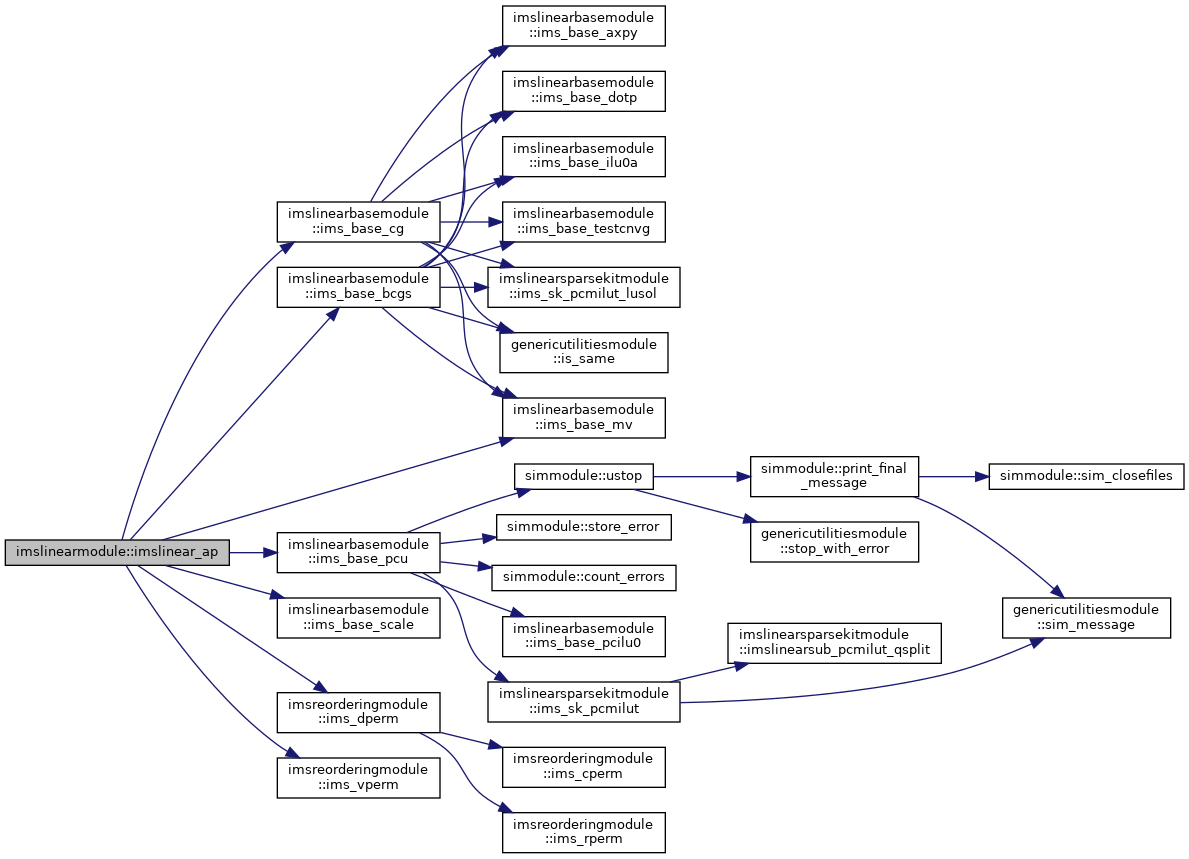 imslinearbasemodule
::ims_base_axpy
imslinearbasemodule
::ims_base_dotp
imslinearbasemodule
::ims_base_ilu0a
imslinearbasemodule
::ims_base_cg
imslinearbasemodule
::ims_base_testcnvg
imslinearbasemodule
::ims_base_bcgs
imslinearsparsekitmodule
::ims_sk_pcmilut_lusol
genericutilitiesmodule
::is_same
imslinearbasemodule
::ims_base_mv
simmodule::ustop
simmodule::print_final
_message
simmodule::sim_closefiles
simmodule::store_error
genericutilitiesmodule
::stop_with_error
imslinearmodule::imslinear_ap
imslinearbasemodule
::ims_base_pcu
simmodule::count_errors
imslinearbasemodule
::ims_base_scale
imslinearbasemodule
::ims_base_pcilu0
imslinearsparsekitmodule
::imslinearsub_pcmilut_qsplit
genericutilitiesmodule
::sim_message
imslinearsparsekitmodule
::ims_sk_pcmilut
imsreorderingmodule
::ims_dperm
imsreorderingmodule
::ims_cperm
imsreorderingmodule
::ims_vperm
imsreorderingmodule
::ims_rperm